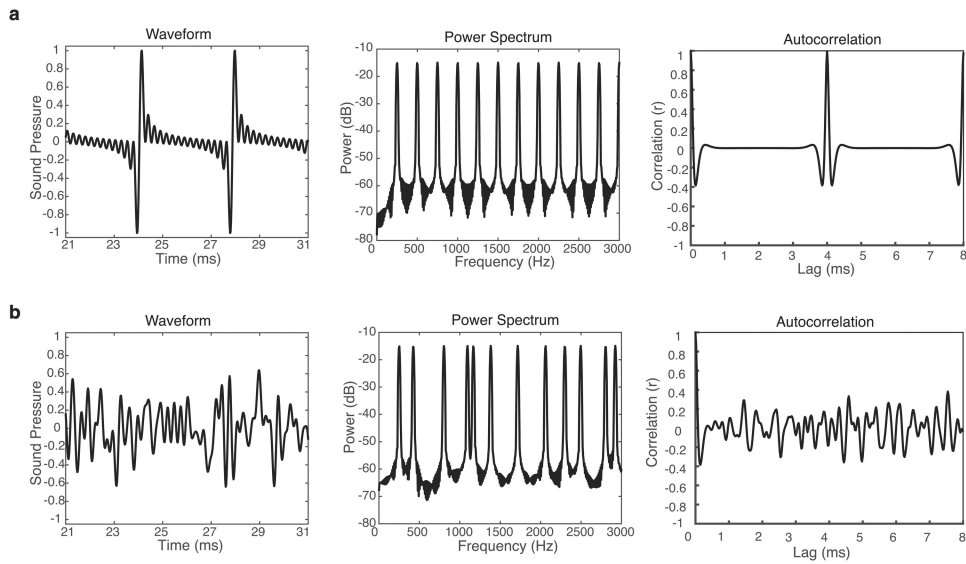 a
Waveform
Power Spectrum
Autocorrelation
Sound Pressure
1
0.8
0.6
0.4
0.2
0
-0.2
-0.4
-0.6
-0.8
-1
21 23 25 27 29 31
Time (ms)
Power (dB)
-10
-20
-30
-40
-50
-60
-70
-80
0 500 1000 1500 2000 2500 3000
Frequency (Hz)
Correlation (r)
1
0.8
0.6
0.4
0.2
0
-0.2
-0.4
-0.6
-0.8
-1
0 1 2 3 4 5 6 7 8
Lag (ms)
b
Waveform
Power Spectrum
Autocorrelation
Sound Pressure
1
0.8
0.6
0.4
0.2
0
-0.2
-0.4
-0.6
-0.8
-1
21 23 25 27 29 31
Time (ms)
Power (dB)
-10
-20
-30
-40
-50
-60
-70
-80
0 500 1000 1500 2000 2500 3000
Frequency (Hz)
Correlation (r)
1
0.8
0.6
0.4
0.2
0
-0.2
-0.4
-0.6
-0.8
-1
0 1 2 3 4 5 6 7 8
Lag (ms)